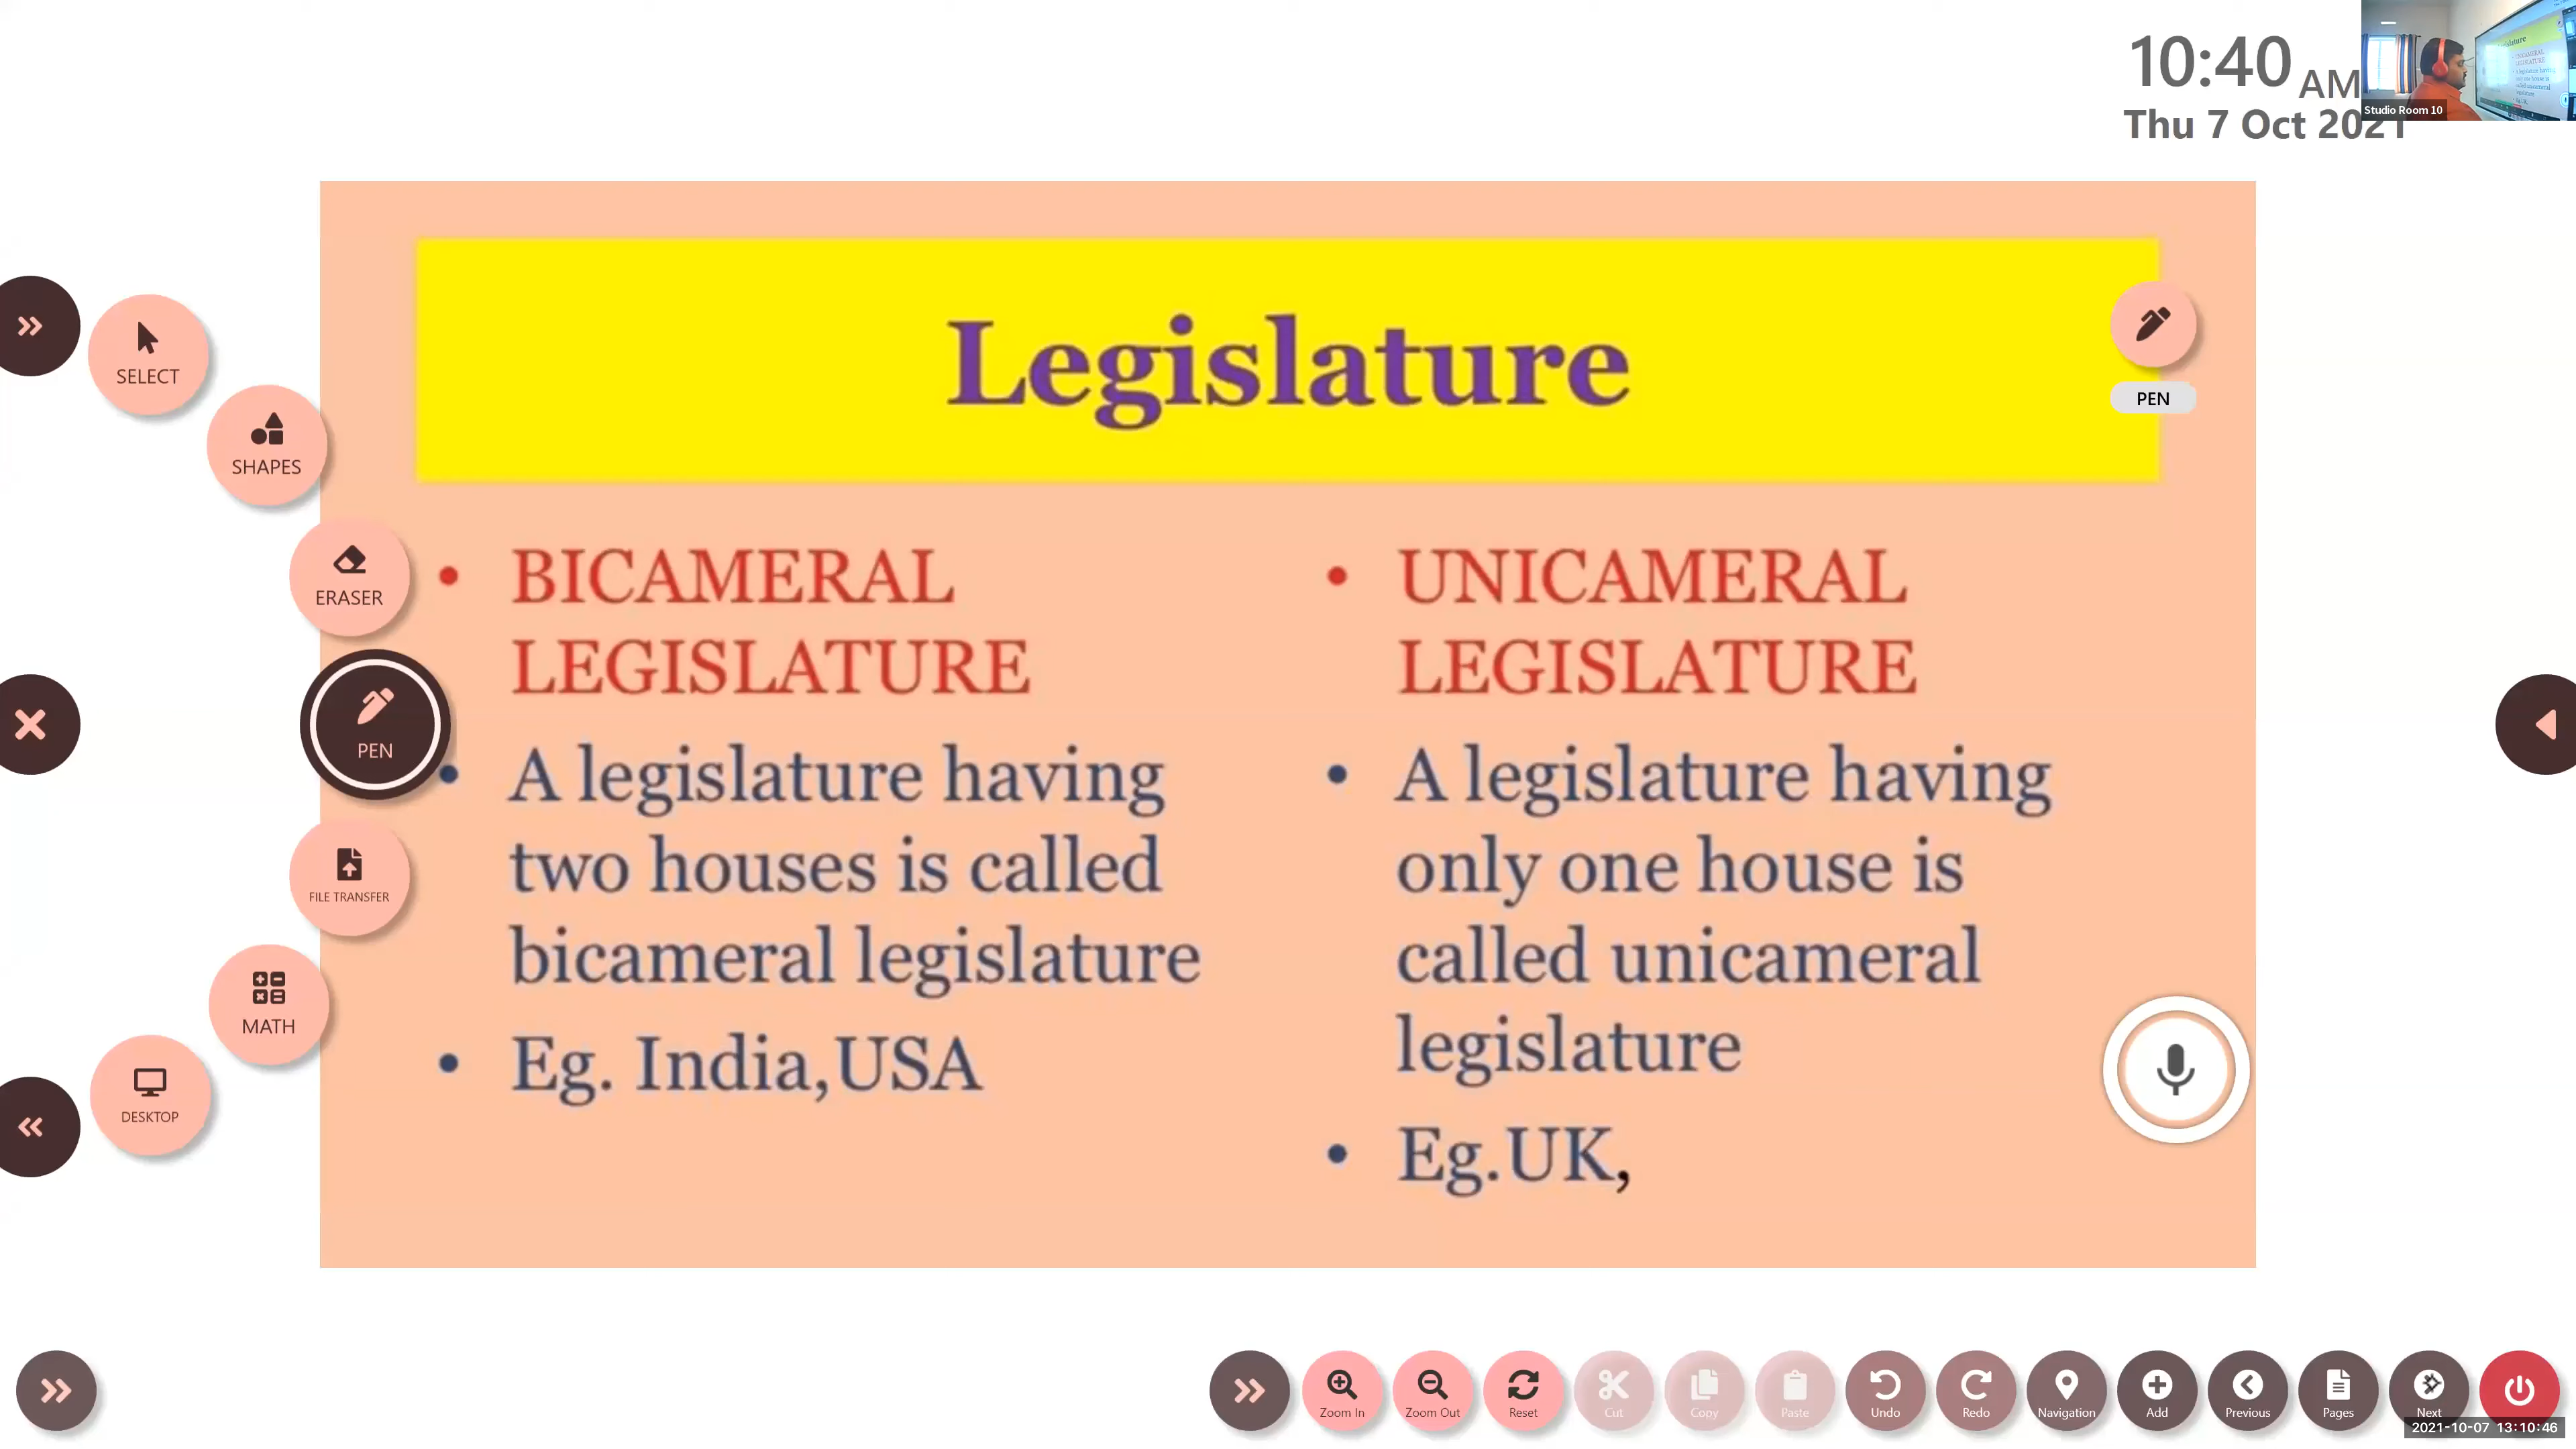 10:40 AM
Thu 7 Oct 2021
Studio Room 10
Legislature
PEN
SELECT
SHAPES
ERASER
PEN
FILE TRANSFER
MATH
DESKTOP
• BICAMERAL
LEGISLATURE
• A legislature having
two houses is called
bicameral legislature
• Eg. India,USA
• UNICAMERAL
LEGISLATURE
• A legislature having
only one house is
called unicameral
legislature
• Eg.UK,
Zoom In
Zoom Out
Reset
Cut
Copy
Paste
Undo
Redo
Navigation
Add
Previous
Pages
Next
2021-10-07 13:10:46